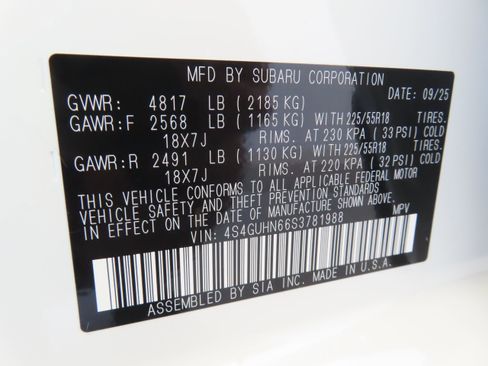 MFD BY SUBARU CORPORATION
DATE: 09/25
GVWR: 4817 LB (2185 KG)
GAWR:F 2568 LB (1165 KG) WITH 225/55R18 TIRES.
18X7J RIMS. AT 230 KPA (33 PSI) COLD
GAWR:R 2491 LB (1130 KG) WITH 225/55R18 TIRES.
18X7J RIMS. AT 220 KPA (32 PSI) COLD
THIS VEHICLE CONFORMS TO ALL APPLICABLE FEDERAL MOTOR
VEHICLE SAFETY, BUMPER, AND THEFT PREVENTION STANDARDS
IN EFFECT ON THE DATE OF MANUFACTURE SHOWN ABOVE.
VIN: 4S4GUHN66S3781988 MPV
ASSEMBLED BY SIA INC. MADE IN U.S.A.